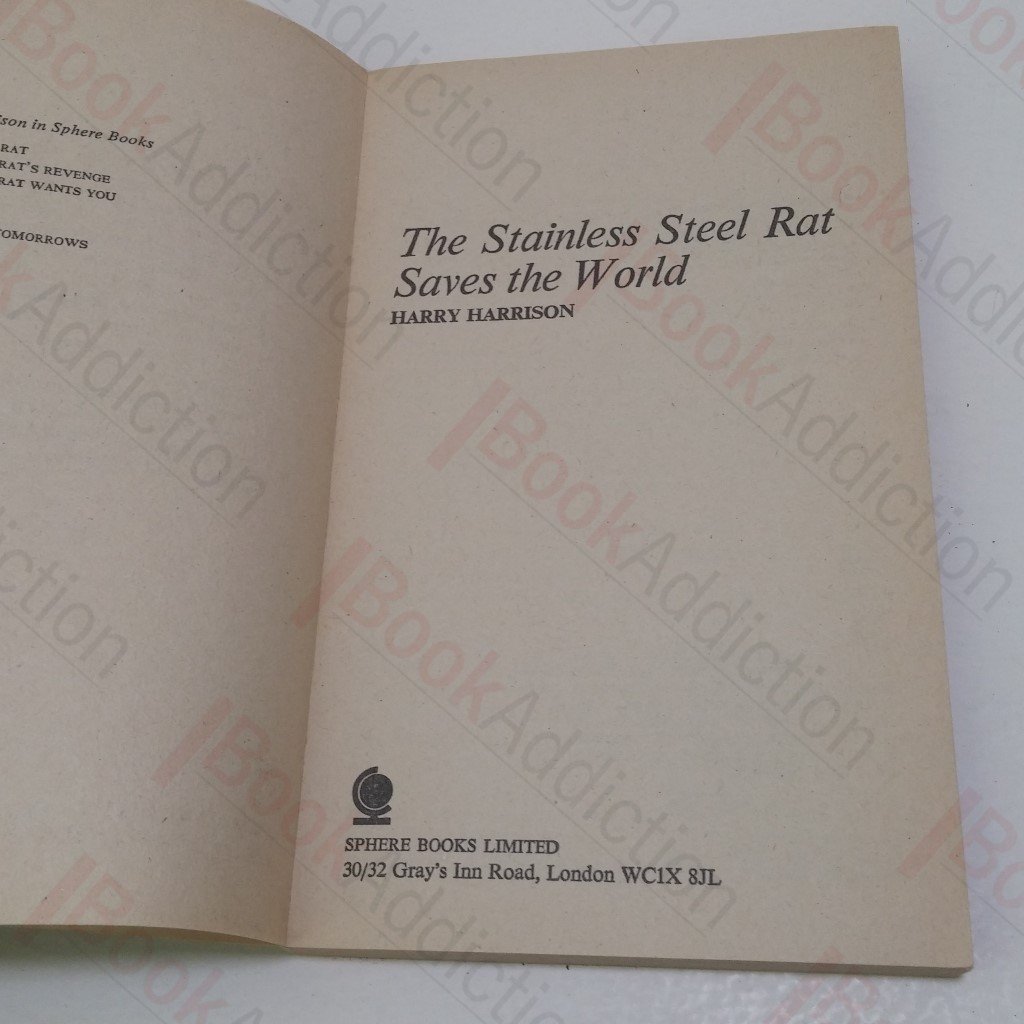 son in Sphere Books
RAT
RAT'S REVENGE
RAT WANTS YOU
TOMORROWS
The Stainless Steel Rat
Saves the World
HARRY HARRISON
SPHERE BOOKS LIMITED
30/32 Gray's Inn Road, London WC1X 8JL
BookAddiction